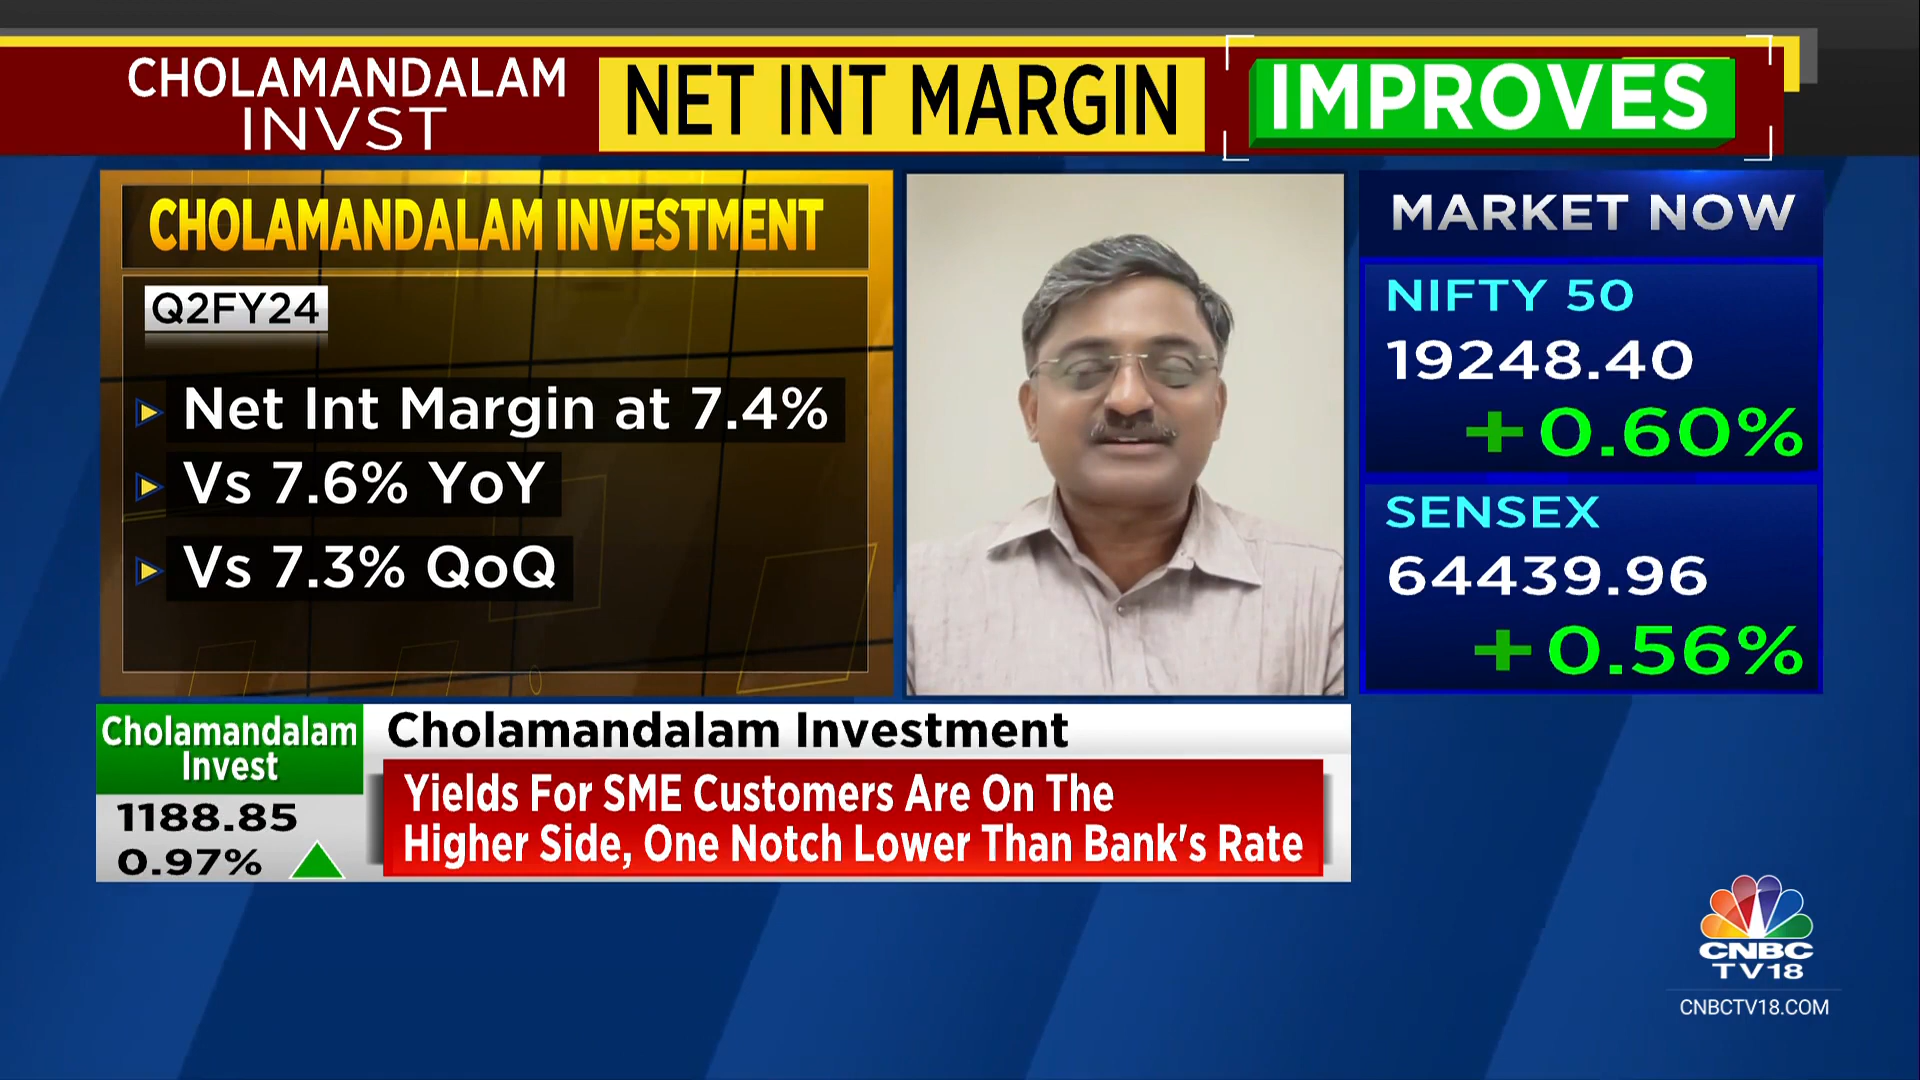 CHOLAMANDALAM
INVST
NET INT MARGIN
IMPROVES
CHOLAMANDALAM INVESTMENT
Q2FY24
Net Int Margin at 7.4%
Vs 7.6% YoY
Vs 7.3% QoQ
MARKET NOW
NIFTY 50
19248.40
+0.60%
SENSEX
64439.96
+0.56%
Cholamandalam
Invest
1188.85
0.97%
Cholamandalam Investment
Yields For SME Customers Are On The
Higher Side, One Notch Lower Than Bank's Rate
CNBC
TV18
CNBCTV18.COM